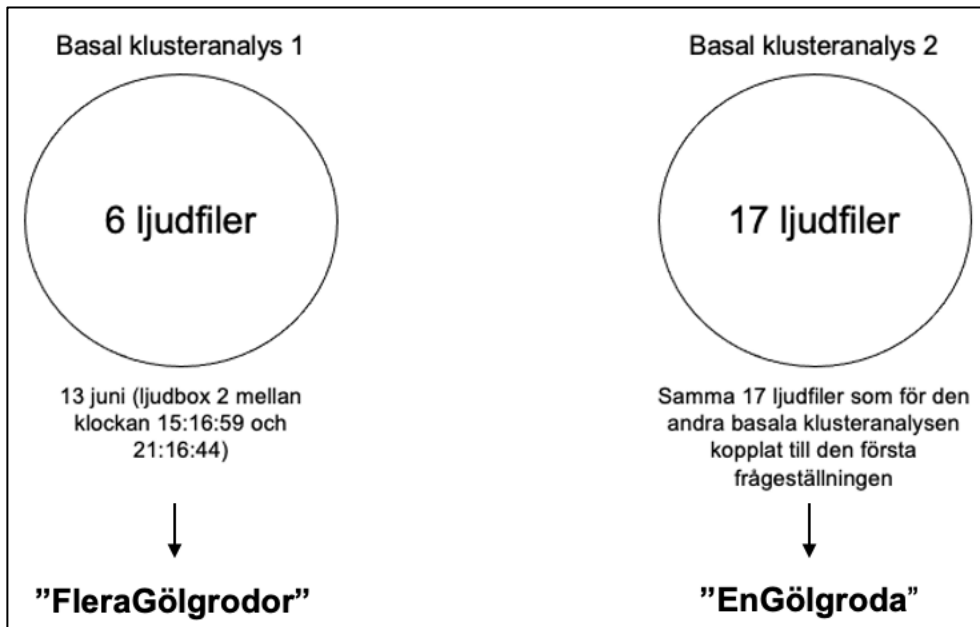 Basal klusteranalys 1
6 ljudfiler
13 juni (ljudbox 2 mellan
klockan 15:16:59 och
21:16:44)
”FleraGölgrodor”
Basal klusteranalys 2
17 ljudfiler
Samma 17 ljudfiler som för den
andra basala klusteranalysen
kopplat till den första
frågeställningen
”EnGölgroda”